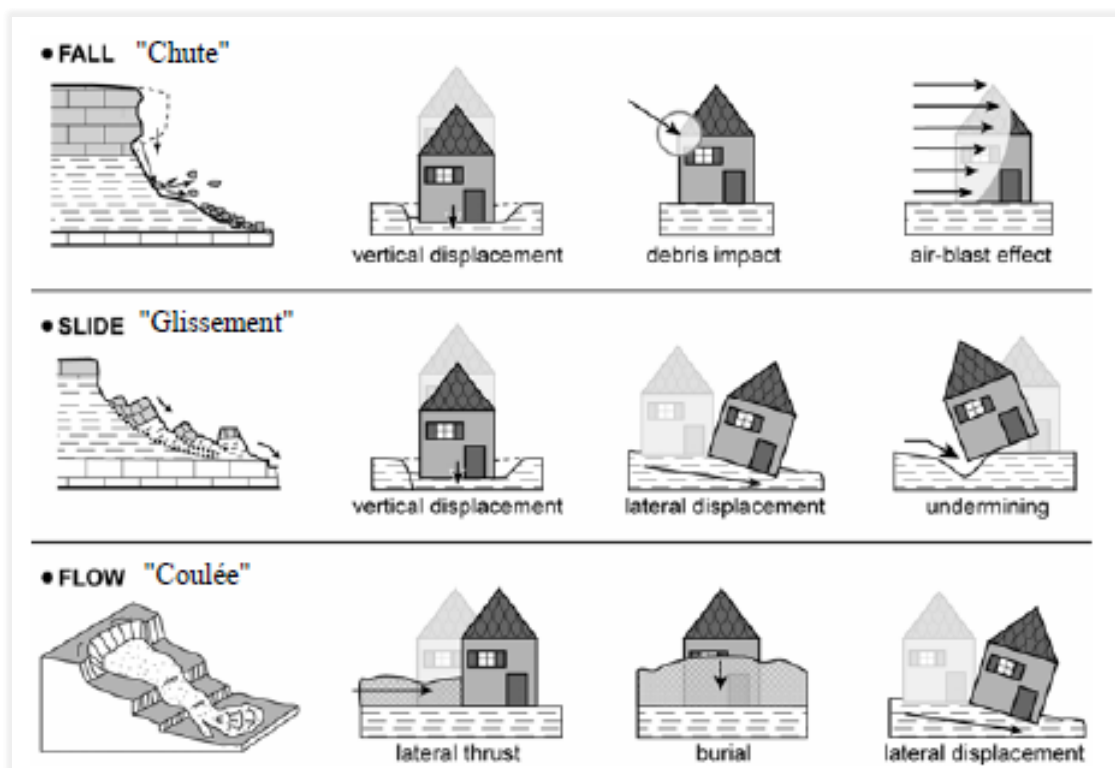 • FALL "Chute"
vertical displacement
debris impact
air-blast effect
• SLIDE "Glissement"
vertical displacement
lateral displacement
undermining
• FLOW "Coulée"
lateral thrust
burial
lateral displacement